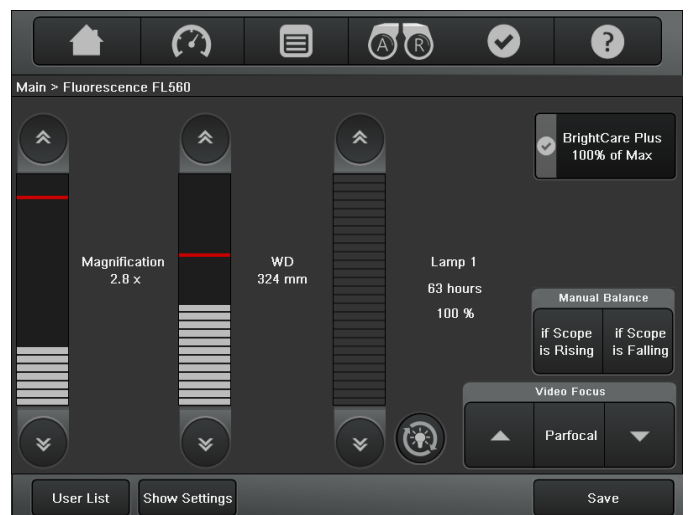 A R
?
Main > Fluorescence FL560
BrightCare Plus
100% of Max
Magnification
2.8 x
WD
324 mm
Lamp 1
63 hours
100 %
Manual Balance
if Scope
is Rising
if Scope
is Falling
Video Focus
Parfocal
User List
Show Settings
Save